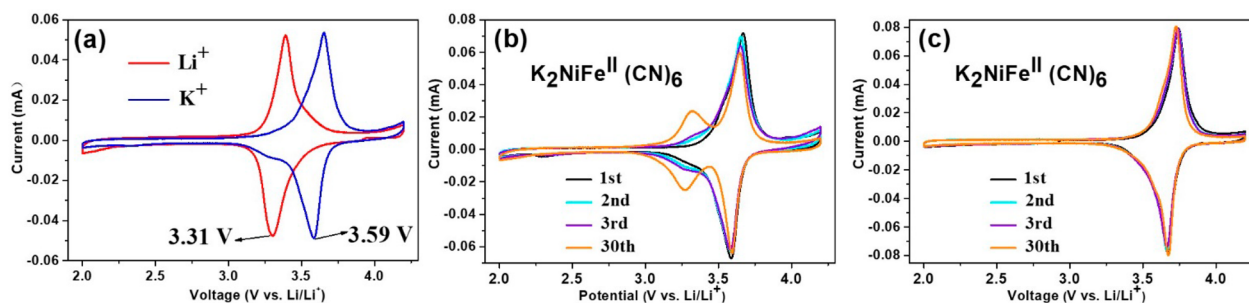 (a)
Li⁺
K⁺
3.31 V
3.59 V
Current (mA)
0.06
0.04
0.02
0.00
-0.02
-0.04
-0.06
2.0 2.5 3.0 3.5 4.0
Voltage (V vs. Li/Li⁺)
(b)
K₂NiFeᴵᴵ (CN)₆
1st
2nd
3rd
30th
Current (mA)
0.08
0.06
0.04
0.02
0.00
-0.02
-0.04
-0.06
2.0 2.5 3.0 3.5 4.0
Potential (V vs. Li/Li⁺)
(c)
K₂NiFeᴵᴵ (CN)₆
1st
2nd
3rd
30th
Current (mA)
0.08
0.06
0.04
0.02
0.00
-0.02
-0.04
-0.06
-0.08
2.0 2.5 3.0 3.5 4.0
Voltage (V vs. Li/Li⁺)